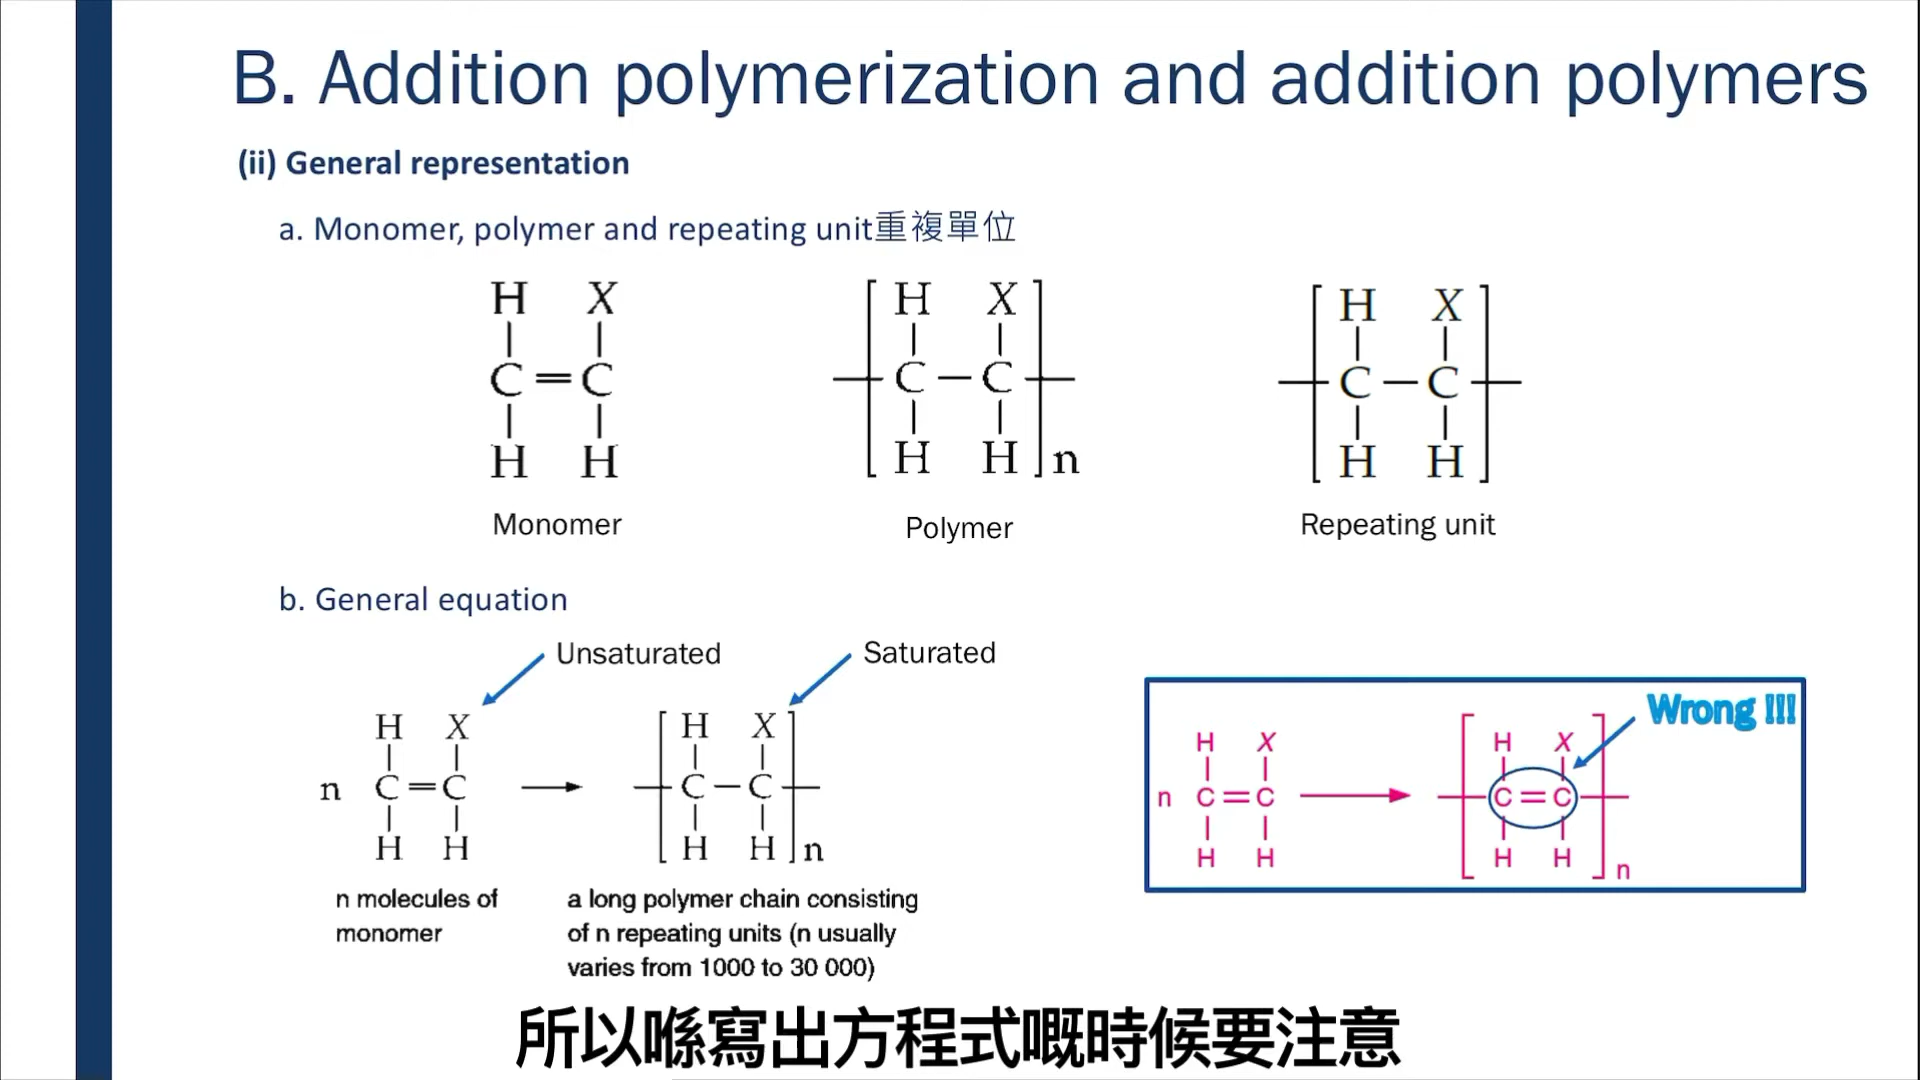 B. Addition polymerization and addition polymers
(ii) General representation
a. Monomer, polymer and repeating unit重複單位
H X
C=C
H H
Monomer
H X
C−C
H H n
Polymer
H X
C−C
H H
Repeating unit
b. General equation
Unsaturated
Saturated
H X
n C=C
H H
H X
C−C
H H n
n molecules of
monomer
a long polymer chain consisting
of n repeating units (n usually
varies from 1000 to 30 000)
Wrong !!!
H X
n C=C
H H
H X
C=C
H H n
所以喺寫出方程式嘅時候要注意